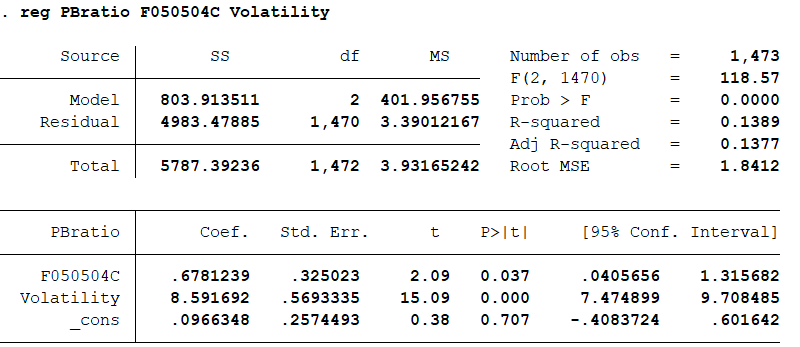 . reg PBratio F050504C Volatility
Source SS df MS Number of obs = 1,473
F(2, 1470) = 118.57
Model 803.913511 2 401.956755 Prob > F = 0.0000
Residual 4983.47885 1,470 3.39012167 R-squared = 0.1389
Adj R-squared = 0.1377
Total 5787.39236 1,472 3.93165242 Root MSE = 1.8412
PBratio Coef. Std. Err. t P>|t| [95% Conf. Interval]
F050504C .6781239 .325023 2.09 0.037 .0405656 1.315682
Volatility 8.591692 .5693335 15.09 0.000 7.474899 9.708485
_cons .0966348 .2574493 0.38 0.707 -.4083724 .601642